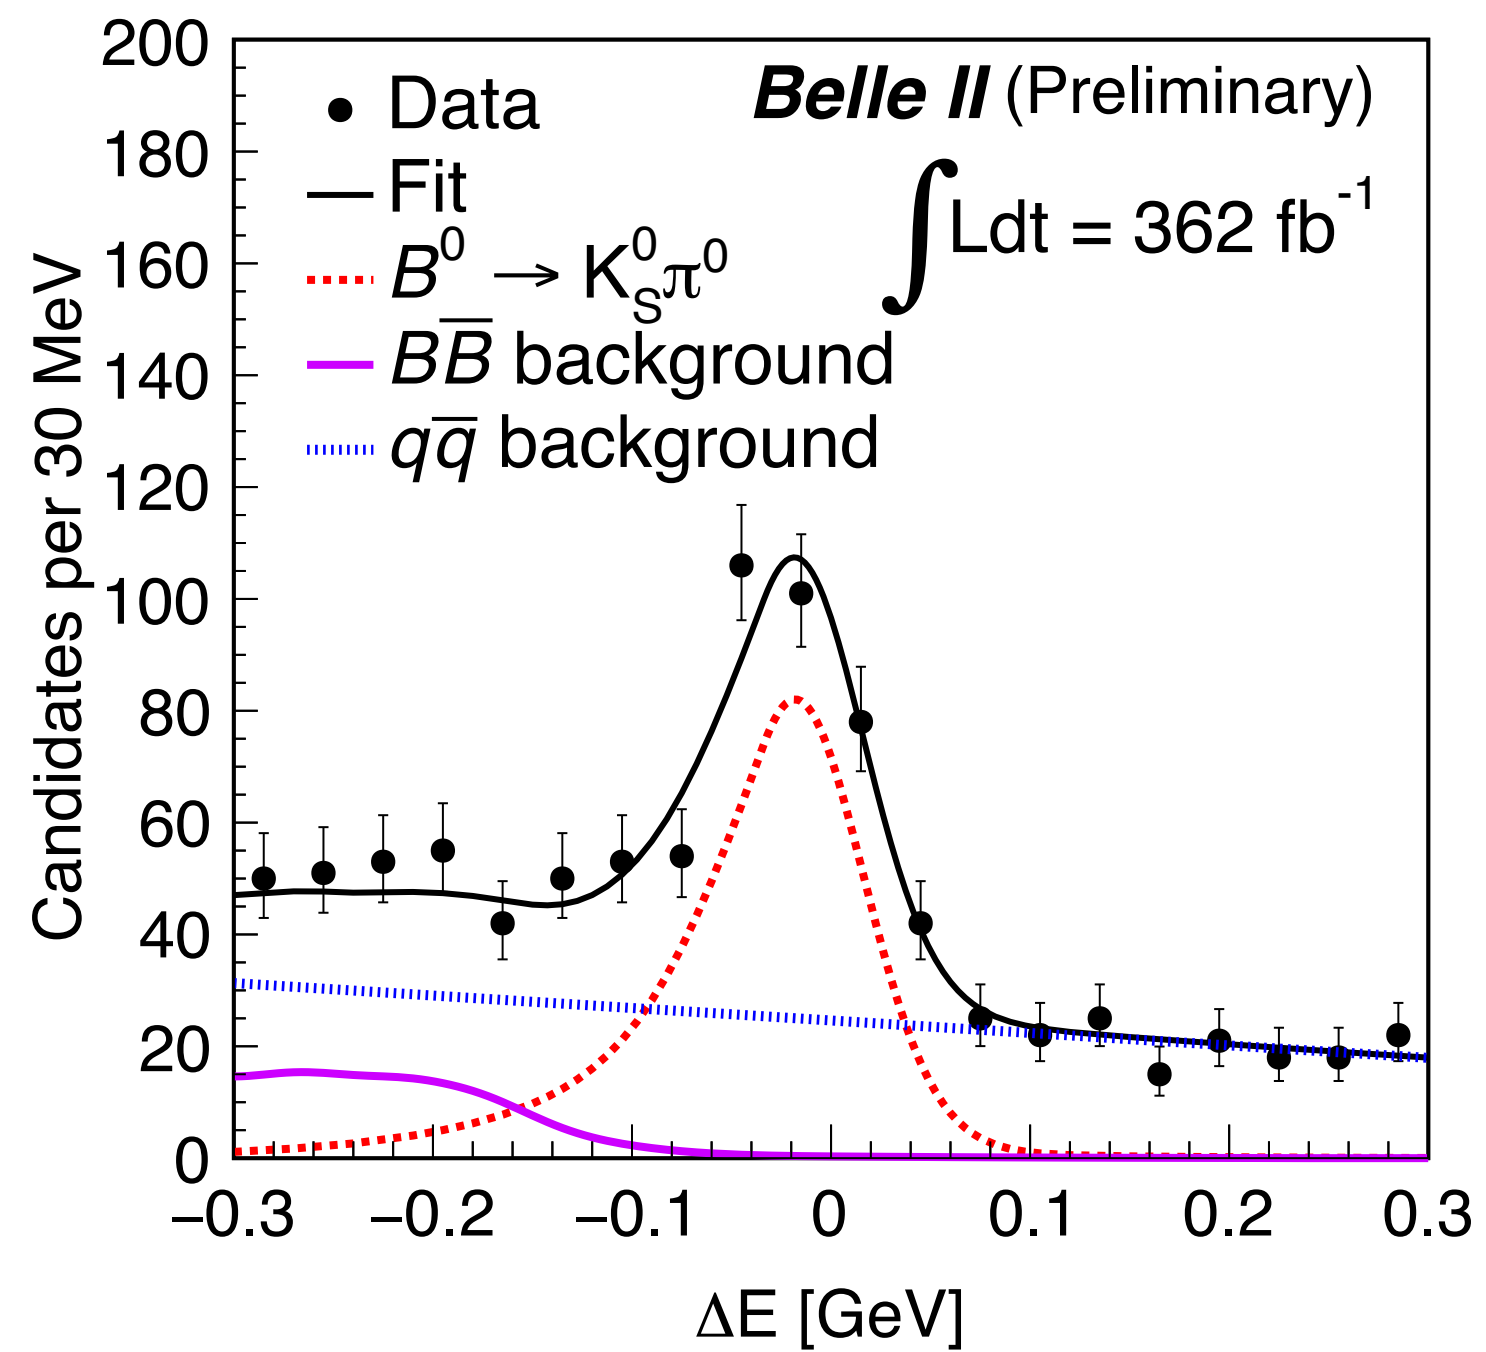 Belle II (Preliminary)
∫Ldt = 362 fb⁻¹
Data
Fit
B⁰ → K⁰_S π⁰
BB̅ background
qq̅ background
Candidates per 30 MeV
200
180
160
140
120
100
80
60
40
20
0
−0.3 −0.2 −0.1 0 0.1 0.2 0.3
ΔE [GeV]